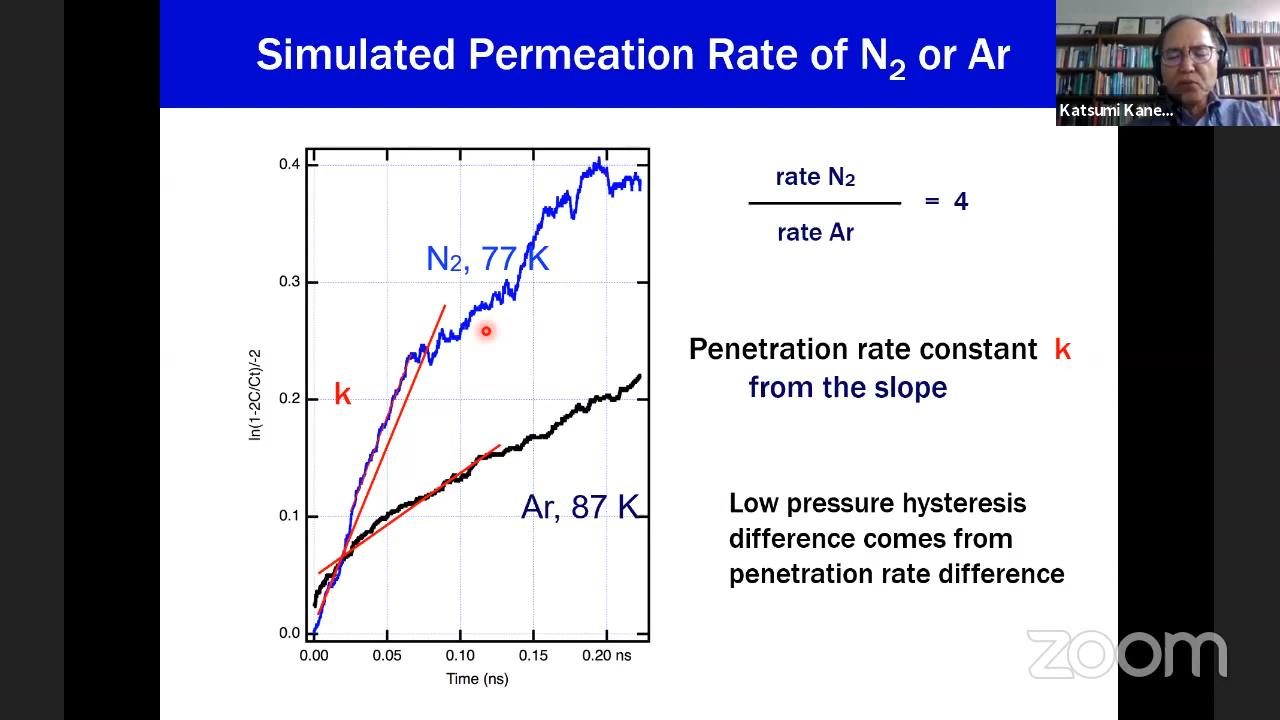 Simulated Permeation Rate of N2 or Ar
Katsumi Kane...
0.4
0.3
0.2
0.1
0.0
ln(1-2C/Ct)/-2
N2, 77 K
k
Ar, 87 K
0.00 0.05 0.10 0.15 0.20 ns
Time (ns)
rate N2
rate Ar
= 4
Penetration rate constant k
from the slope
Low pressure hysteresis
difference comes from
penetration rate difference
zoom